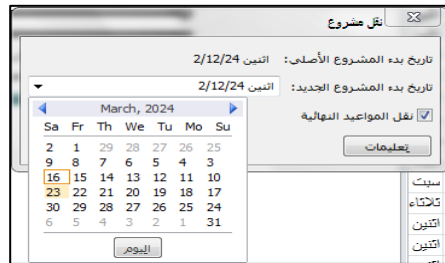 نقل مشروع
تاريخ بدء المشروع الأصلي: اثنين 2/12/24
تاريخ بدء المشروع الجديد: اثنين 2/12/24
نقل المواعيد النهائية
تعليمات
March, 2024
Sa Fr Th We Tu Mo Su
2 1 29 28 27 26 25
9 8 7 6 5 4 3
16 15 14 13 12 11 10
23 22 21 20 19 18 17
30 29 28 27 26 25 24
6 5 4 3 2 1 31
اليوم
سبت
ثلاثاء
اثنين
اثنين